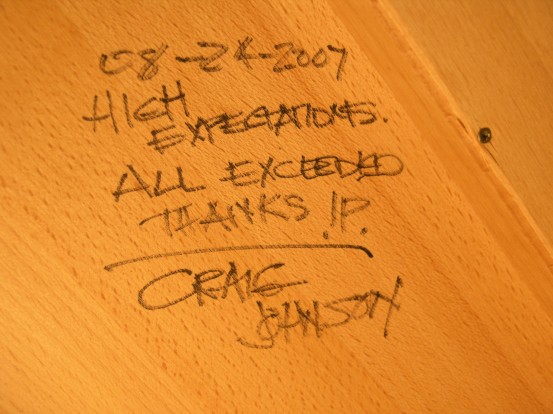 08-24-2007
HIGH
EXPECTATIONS.
ALL EXCEEDED
THANKS !P.
CRAIG
JOHNSON